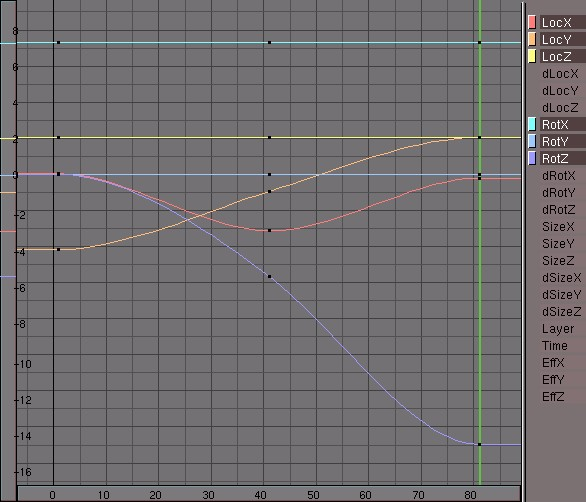 8
6
4
2
0
-2
-4
-6
-8
-10
-12
-14
-16
0 10 20 30 40 50 60 70 80
LocX
LocY
LocZ
dLocX
dLocY
dLocZ
RotX
RotY
RotZ
dRotX
dRotY
dRotZ
SizeX
SizeY
SizeZ
dSizeX
dSizeY
dSizeZ
Layer
Time
EffX
EffY
EffZ